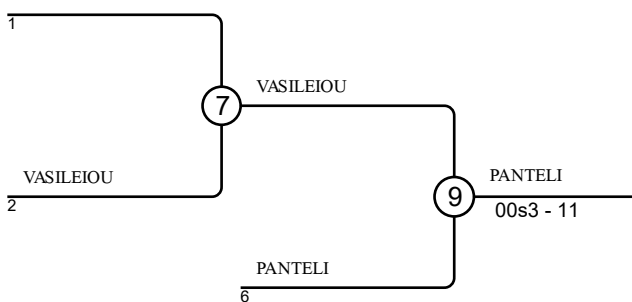 1
7
VASILEIOU
VASILEIOU
2
9
PANTELI
00s3 - 11
PANTELI
6